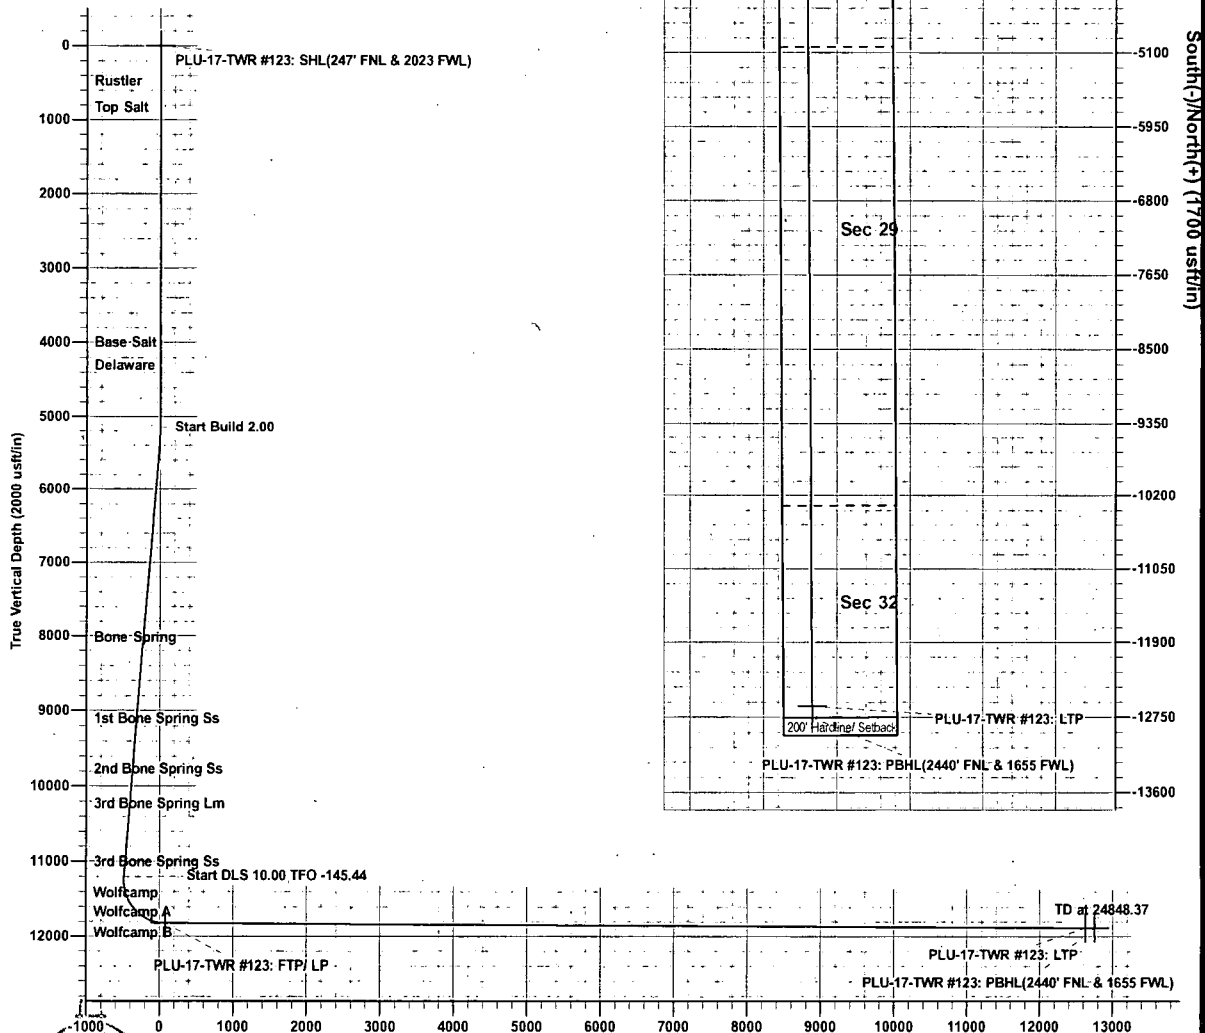 0
PLU-17-TWR #123: SHL(247' FNL & 2023 FWL)
Rustler
Top Salt
1000
2000
3000
4000
Base Salt
Delaware
5000
Start Build 2.00
6000
7000
8000
Bone Spring
9000
1st Bone Spring Ss
2nd Bone Spring Ss
10000
3rd Bone Spring Lm
11000
3rd Bone Spring Ss
Start DLS 10.00 TFO -145.44
Wolfcamp
Wolfcamp A
Wolfcamp B
12000
PLU-17-TWR #123: FTP/ LP
TD at 24848.37
PLU-17-TWR #123: LTP
PLU-17-TWR #123: PBHL(2440' FNL & 1655 FWL)
-1000 0 1000 2000 3000 4000 5000 6000 7000 8000 9000 10000 11000 12000 13000
True Vertical Depth (2000 usft/in)
-5100
-5950
-6800
Sec 29
-7650
-8500
-9350
-10200
-11050
Sec 32
-11900
-12750
PLU-17-TWR #123: LTP
200' Hardline/ Setback
PLU-17-TWR #123: PBHL(2440' FNL & 1655 FWL)
-13600
South(-)/North(+) (1700 usft/in)